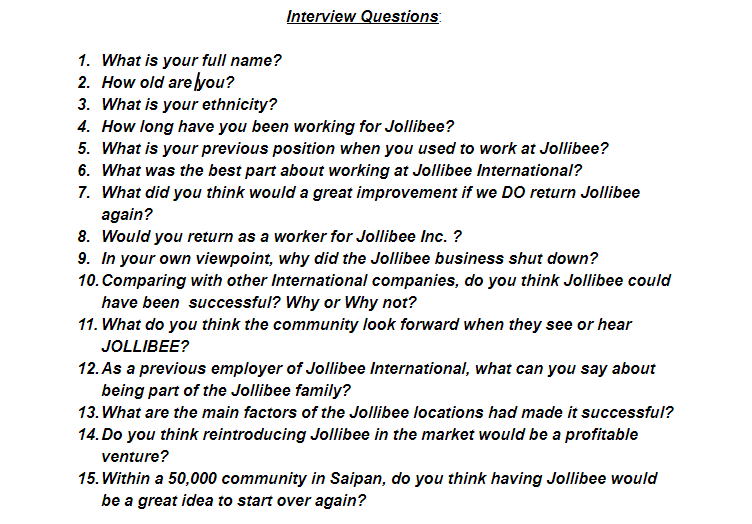 Interview Questions:
1. What is your full name?
2. How old are you?
3. What is your ethnicity?
4. How long have you been working for Jollibee?
5. What is your previous position when you used to work at Jollibee?
6. What was the best part about working at Jollibee International?
7. What did you think would a great improvement if we DO return Jollibee
again?
8. Would you return as a worker for Jollibee Inc. ?
9. In your own viewpoint, why did the Jollibee business shut down?
10. Comparing with other International companies, do you think Jollibee could
have been  successful? Why or Why not?
11. What do you think the community look forward when they see or hear
JOLLIBEE?
12. As a previous employer of Jollibee International, what can you say about
being part of the Jollibee family?
13. What are the main factors of the Jollibee locations had made it successful?
14. Do you think reintroducing Jollibee in the market would be a profitable
venture?
15. Within a 50,000 community in Saipan, do you think having Jollibee would
be a great idea to start over again?